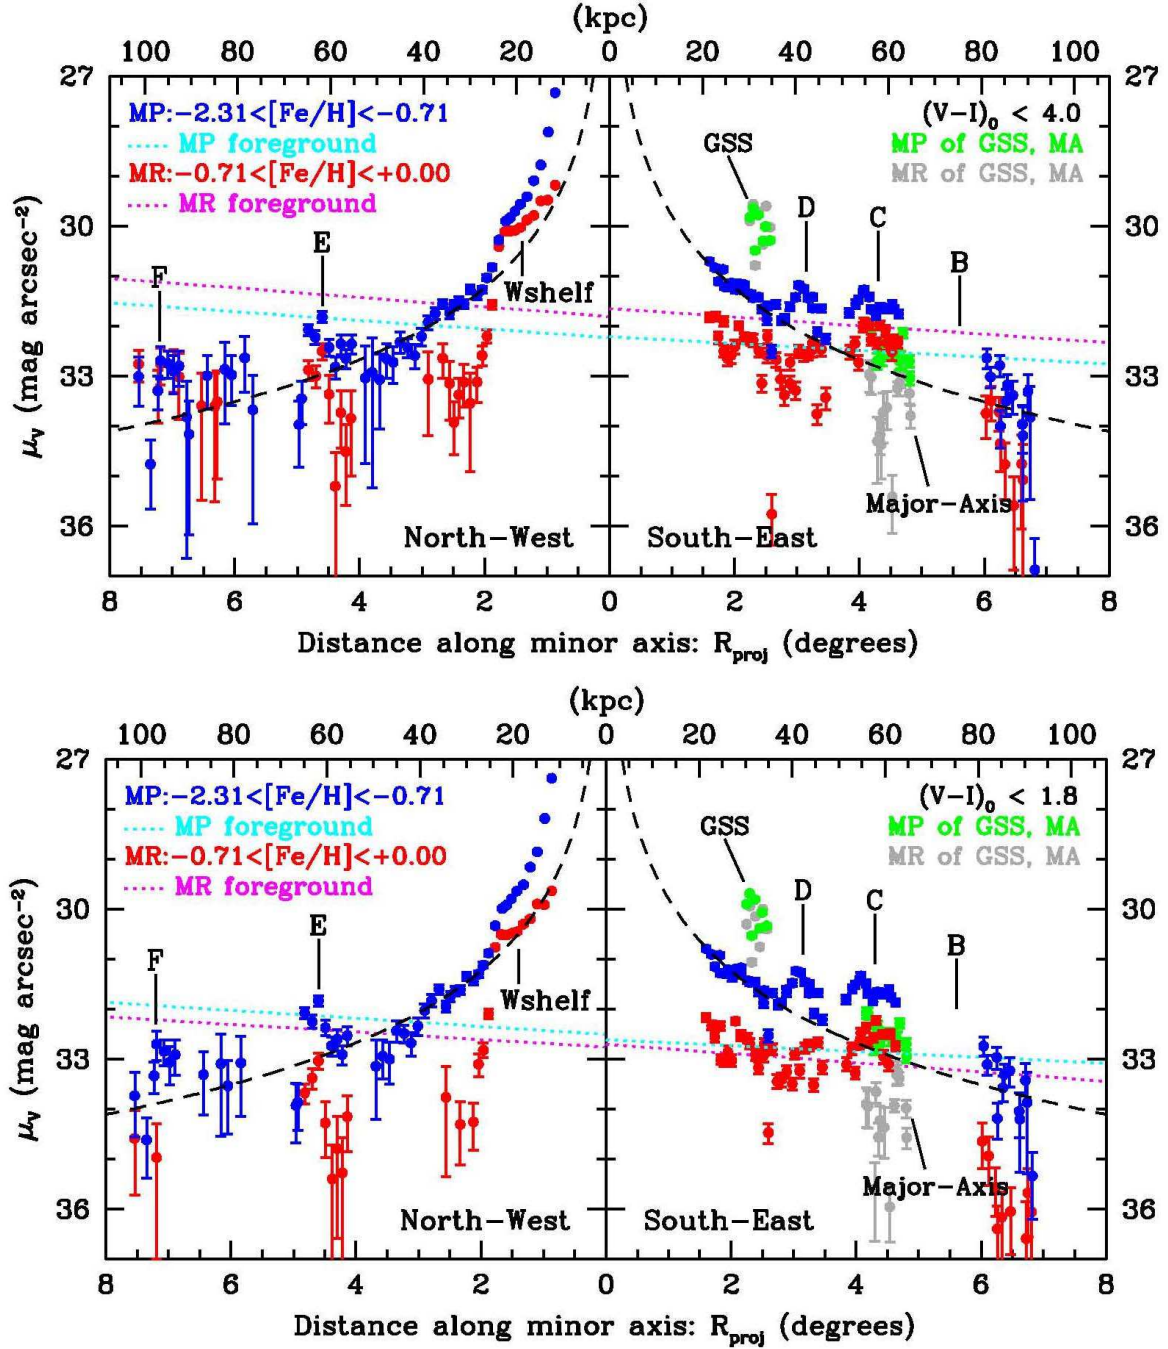 (kpc)
100 80 60 40 20 0 20 40 60 80 100
27 27
MP:−2.31<[Fe/H]<−0.71 (V−I)₀ < 4.0
MP foreground GSS MP of GSS, MA
MR:−0.71<[Fe/H]<+0.00 MR of GSS, MA
MR foreground
30 D C 30
E B
F Wshelf
33 33
μᵥ (mag arcsec⁻²)
Major−Axis
36 North−West South−East 36
8 6 4 2 0 2 4 6 8
Distance along minor axis: Rproj (degrees)
(kpc)
100 80 60 40 20 0 20 40 60 80 100
27 27
MP:−2.31<[Fe/H]<−0.71 (V−I)₀ < 1.8
MP foreground GSS MP of GSS, MA
MR:−0.71<[Fe/H]<+0.00 MR of GSS, MA
MR foreground
30 D C 30
E B
F Wshelf
33 33
μᵥ (mag arcsec⁻²)
Major−Axis
36 North−West South−East 36
8 6 4 2 0 2 4 6 8
Distance along minor axis: Rproj (degrees)